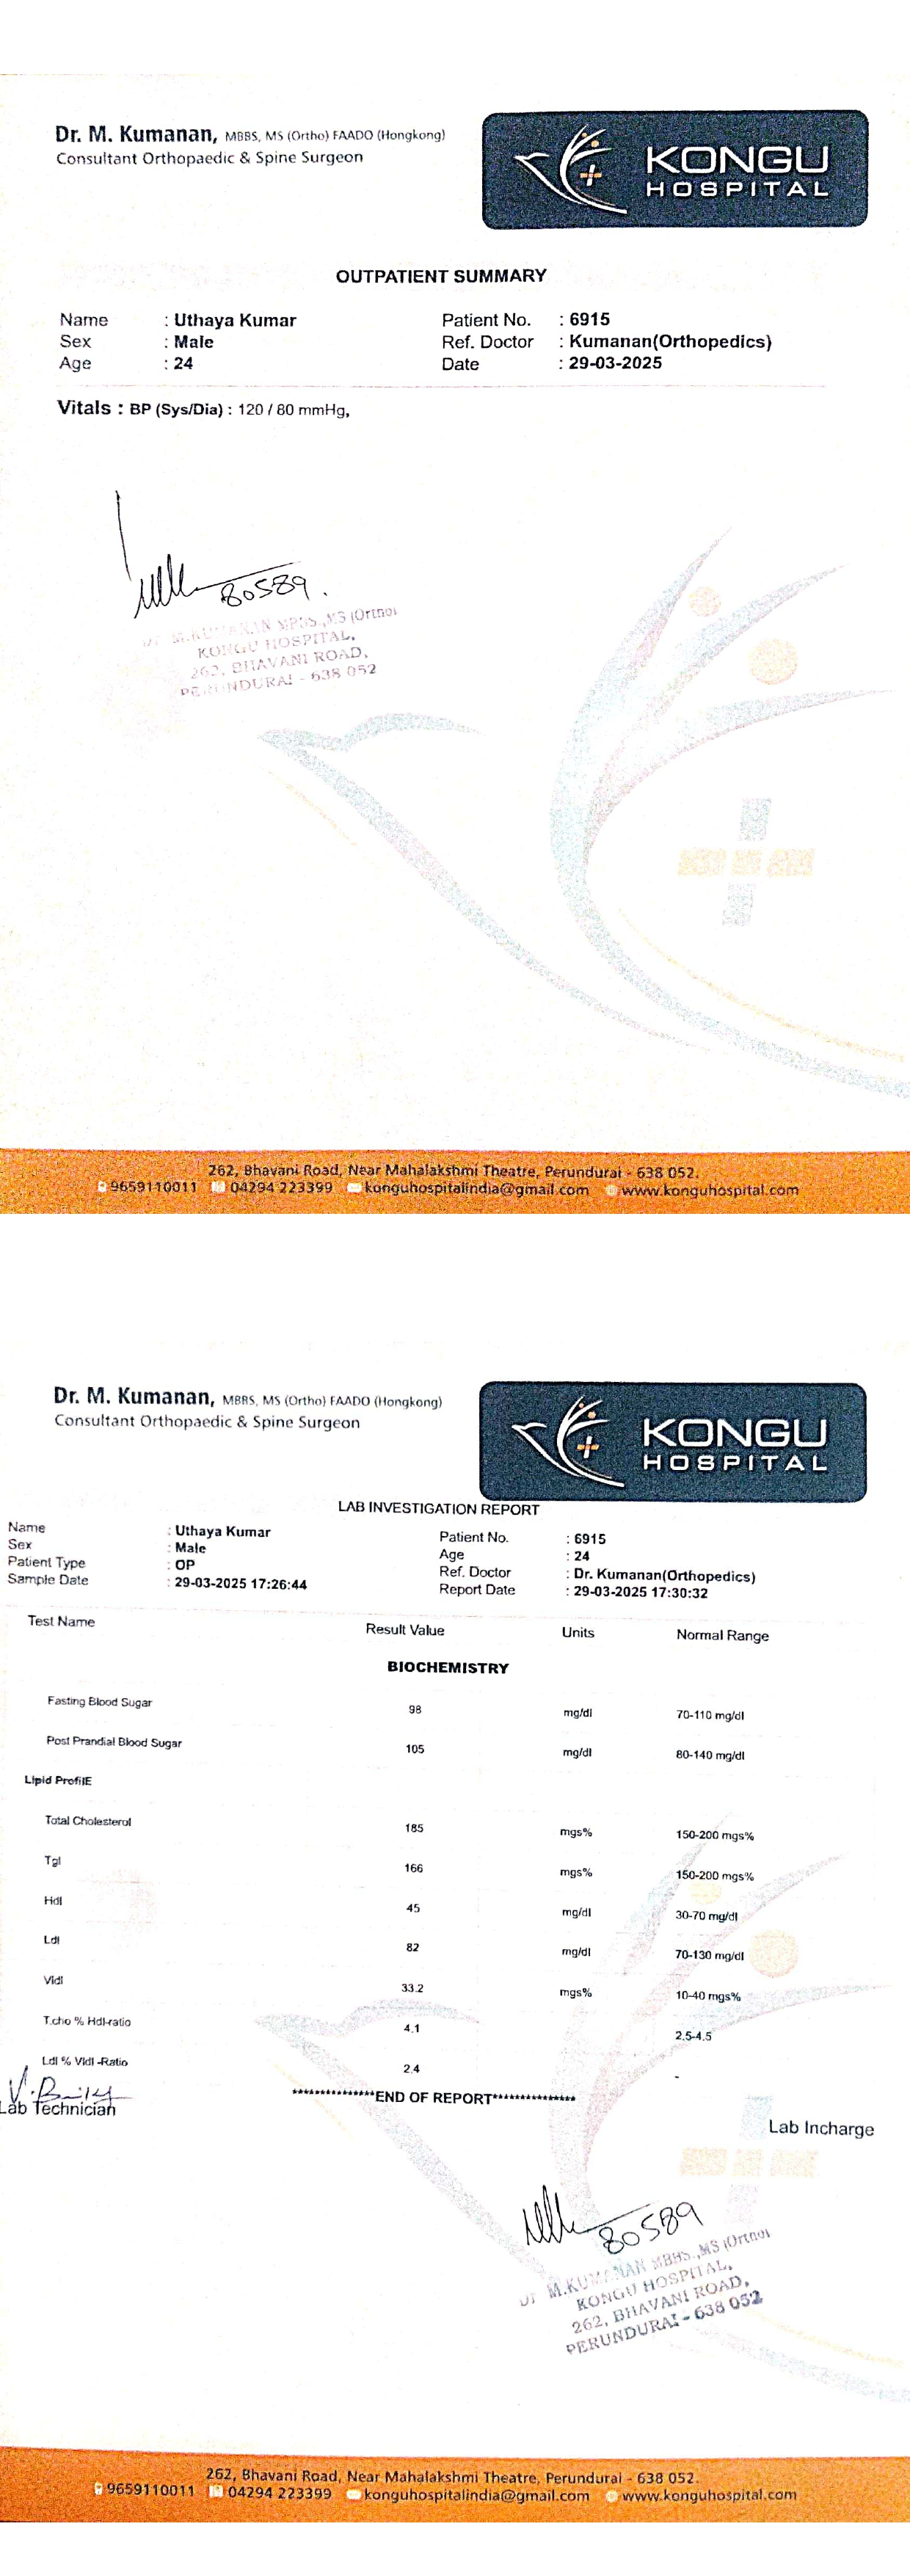 Dr. M. Kumanan, MBBS, MS (Ortho) FAADO (Hongkong)
Consultant Orthopaedic & Spine Surgeon
KONGU
HOSPITAL
OUTPATIENT SUMMARY
Name : Uthaya Kumar Patient No. : 6915
Sex : Male Ref. Doctor : Kumanan(Orthopedics)
Age : 24 Date : 29-03-2025
Vitals : BP (Sys/Dia) : 120 / 80 mmHg,
80589.
Dr M.KUMANAN MBBS.,MS (Ortho)
KONGU HOSPITAL,
262, BHAVANI ROAD,
PERUNDURAI - 638 052
262, Bhavani Road, Near Mahalakshmi Theatre, Perundurai - 638 052.
9659110011 04294 223399 konguhospitalindia@gmail.com www.konguhospital.com
Dr. M. Kumanan, MBBS, MS (Ortho) FAADO (Hongkong)
Consultant Orthopaedic & Spine Surgeon
KONGU
HOSPITAL
LAB INVESTIGATION REPORT
Name : Uthaya Kumar Patient No. : 6915
Sex : Male Age : 24
Patient Type : OP Ref. Doctor : Dr. Kumanan(Orthopedics)
Sample Date : 29-03-2025 17:26:44 Report Date : 29-03-2025 17:30:32
Test Name Result Value Units Normal Range
BIOCHEMISTRY
Fasting Blood Sugar 98 mg/dl 70-110 mg/dl
Post Prandial Blood Sugar 105 mg/dl 80-140 mg/dl
Lipid ProfilE
Total Cholesterol 185 mgs% 150-200 mgs%
Tgl 166 mgs% 150-200 mgs%
Hdl 45 mg/dl 30-70 mg/dl
Ldl 82 mg/dl 70-130 mg/dl
Vldl 33.2 mgs% 10-40 mgs%
T.cho % Hdl-ratio 4.1 2.5-4.5
Ldl % Vldl -Ratio 2.4 -
***************END OF REPORT***************
Lab Technician
Lab Incharge
80589
Dr M.KUMANAN MBBS.,MS (Ortho)
KONGU HOSPITAL,
262, BHAVANI ROAD,
PERUNDURAI - 638 052
262, Bhavani Road, Near Mahalakshmi Theatre, Perundurai - 638 052.
9659110011 04294 223399 konguhospitalindia@gmail.com www.konguhospital.com